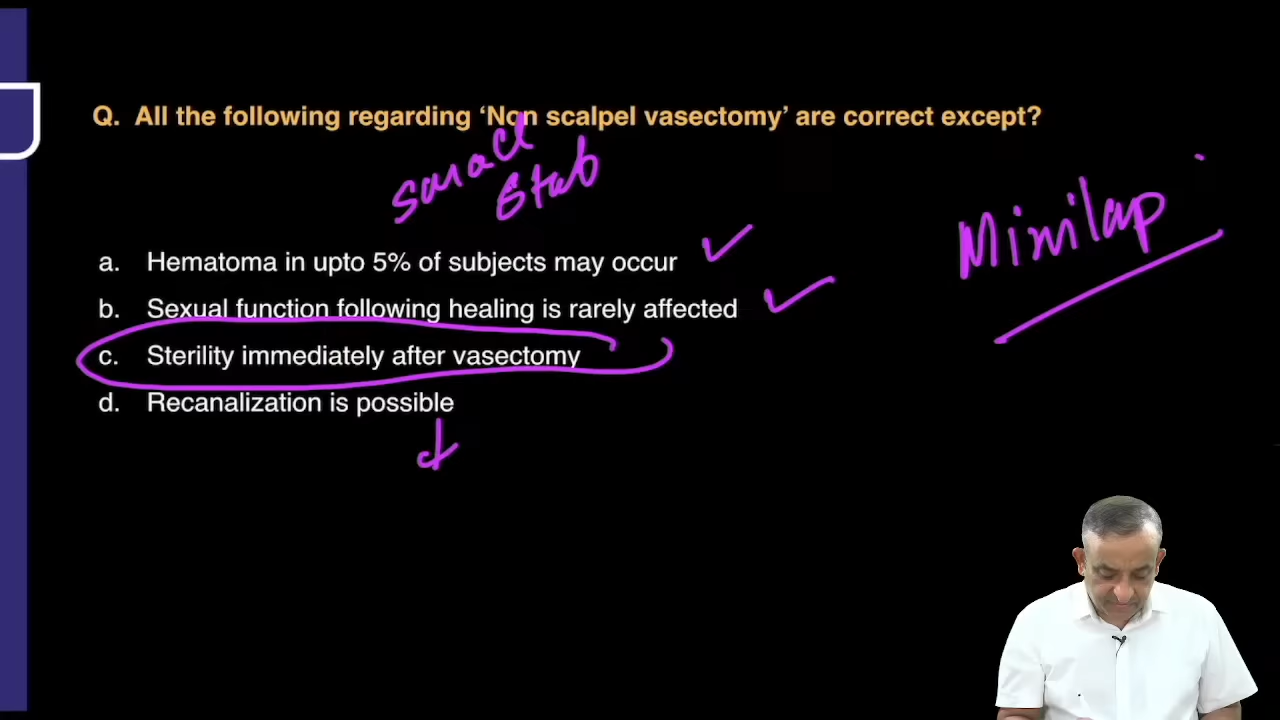 Q. All the following regarding ‘Non scalpel vasectomy’ are correct except?
small
stab
Minilap
a. Hematoma in upto 5% of subjects may occur
b. Sexual function following healing is rarely affected
c. Sterility immediately after vasectomy
d. Recanalization is possible